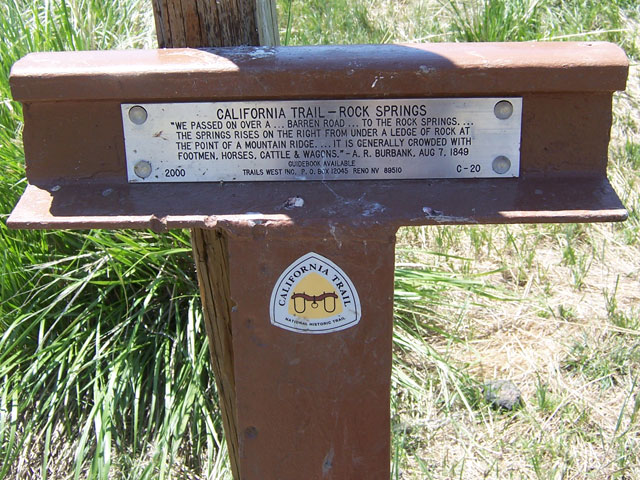 CALIFORNIA TRAIL – ROCK SPRINGS
"WE PASSED ON OVER A ... BARREN ROAD ... TO THE ROCK SPRINGS. ...
THE SPRINGS RISES ON THE RIGHT FROM UNDER A LEDGE OF ROCK AT
THE POINT OF A MOUNTAIN RIDGE. ... IT IS GENERALLY CROWDED WITH
FOOTMEN, HORSES, CATTLE & WAGONS." – A. R. BURBANK, AUG 7, 1849
GUIDEBOOK AVAILABLE
2000 TRAILS WEST INC. P. O. BOX 12045 RENO NV 89510 C-20
CALIFORNIA TRAIL
NATIONAL HISTORIC TRAIL